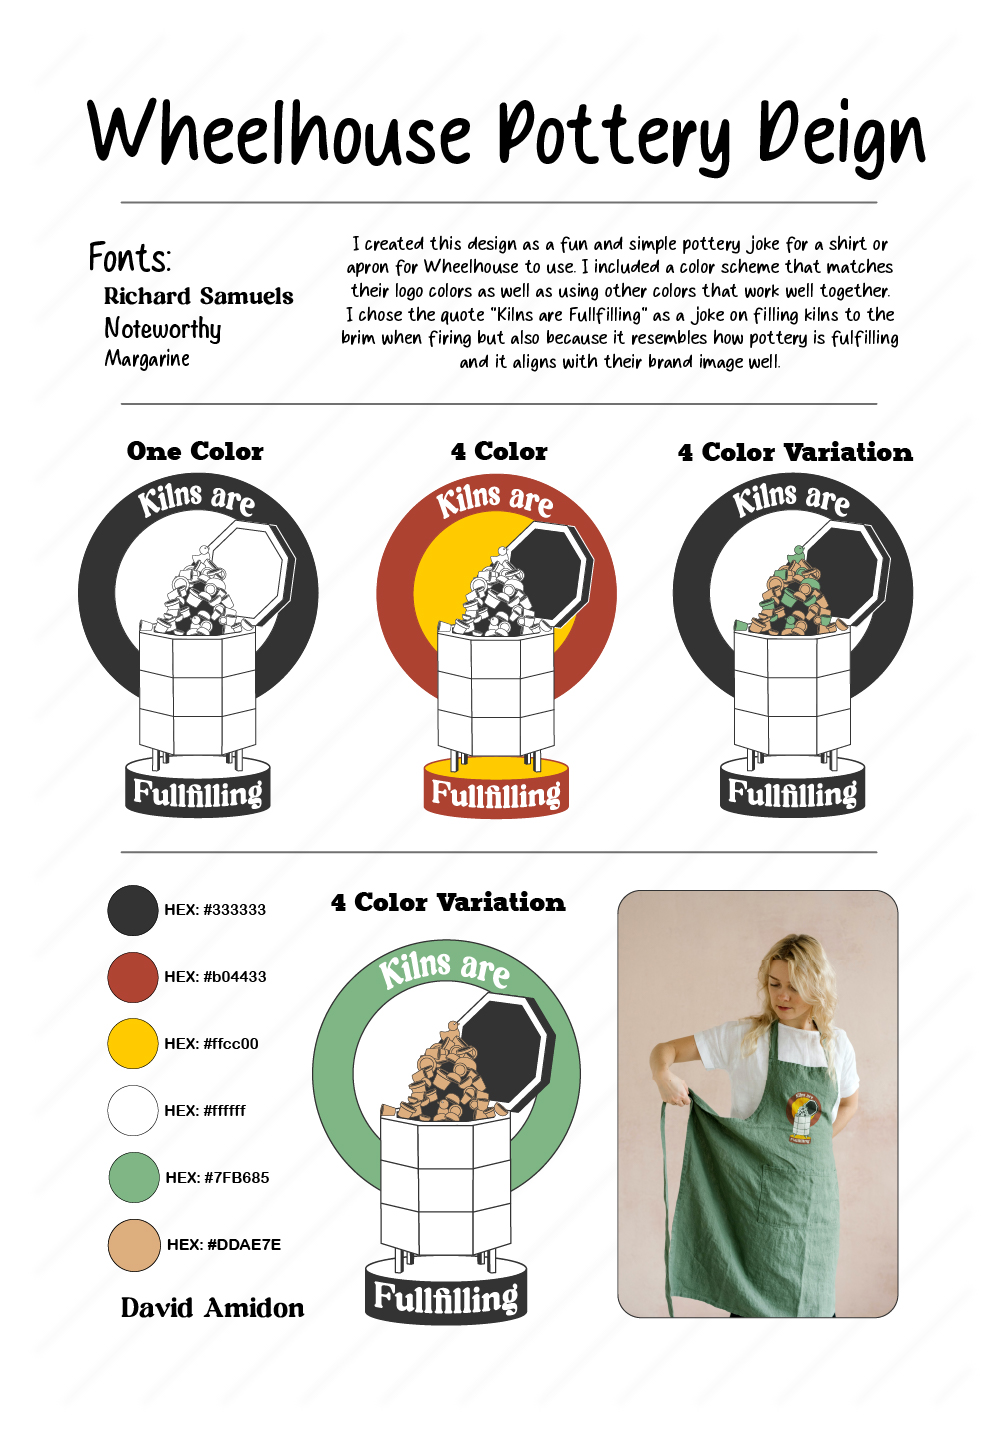 Wheelhouse Pottery Deign
Fonts:
Richard Samuels
Noteworthy
Margarine
I created this design as a fun and simple pottery joke for a shirt or
apron for Wheelhouse to use. I included a color scheme that matches
their logo colors as well as using other colors that work well together.
I chose the quote "Kilns are Fullfilling" as a joke on filling kilns to the
brim when firing but also because it resembles how pottery is fulfilling
and it aligns with their brand image well.
One Color
Kilns are
Fullfilling
4 Color
Kilns are
Fullfilling
4 Color Variation
Kilns are
Fullfilling
HEX: #333333
HEX: #b04433
HEX: #ffcc00
HEX: #ffffff
HEX: #7FB685
HEX: #DDAE7E
David Amidon
4 Color Variation
Kilns are
Fullfilling
Kilns are